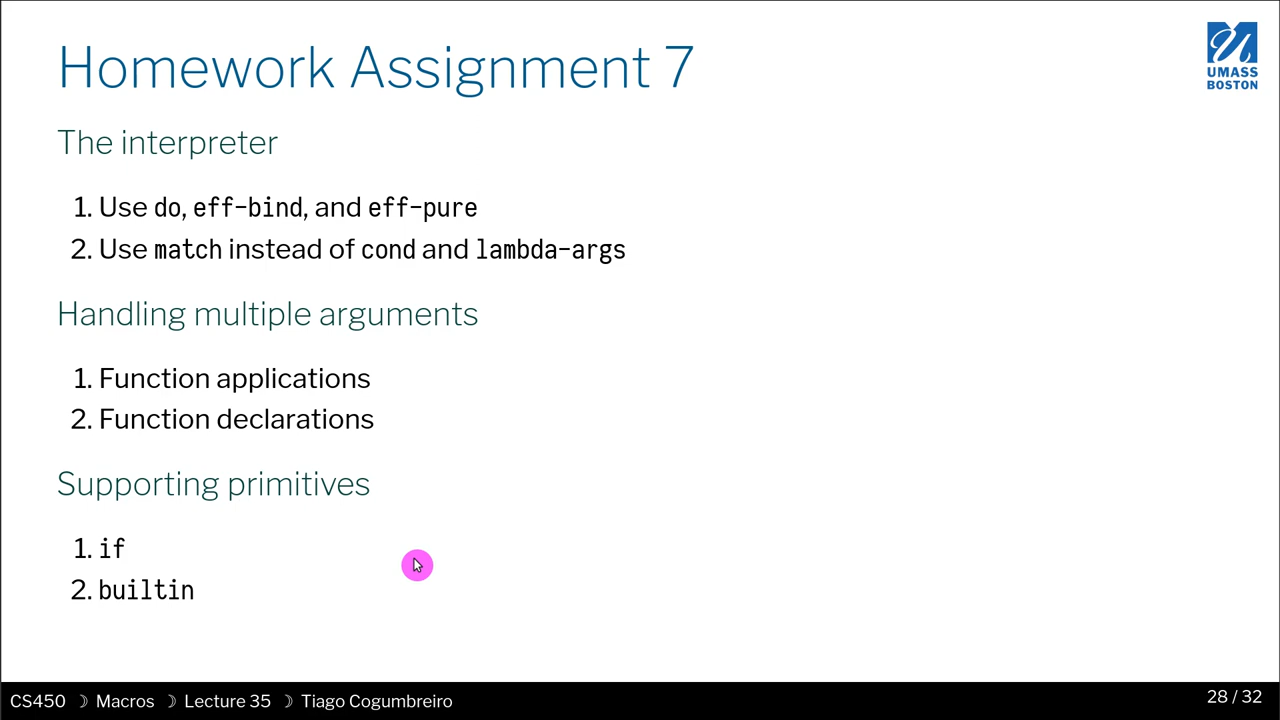 Homework Assignment 7
UMASS
BOSTON
The interpreter
1. Use do, eff-bind, and eff-pure
2. Use match instead of cond and lambda-args
Handling multiple arguments
1. Function applications
2. Function declarations
Supporting primitives
1. if
2. builtin
CS450 ☽ Macros ☽ Lecture 35 ☽ Tiago Cogumbreiro
28 / 32